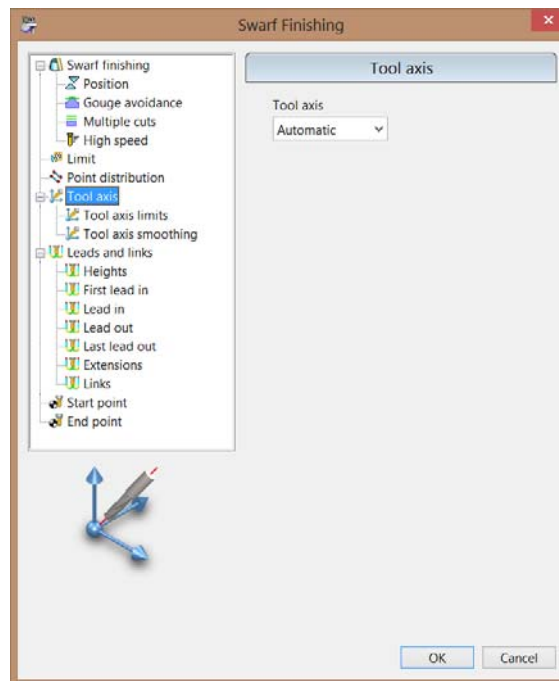 Swarf Finishing
Swarf finishing
Position
Gouge avoidance
Multiple cuts
High speed
Limit
Point distribution
Tool axis
Tool axis limits
Tool axis smoothing
Leads and links
Heights
First lead in
Lead in
Lead out
Last lead out
Extensions
Links
Start point
End point
Tool axis
Tool axis
Automatic
OK
Cancel